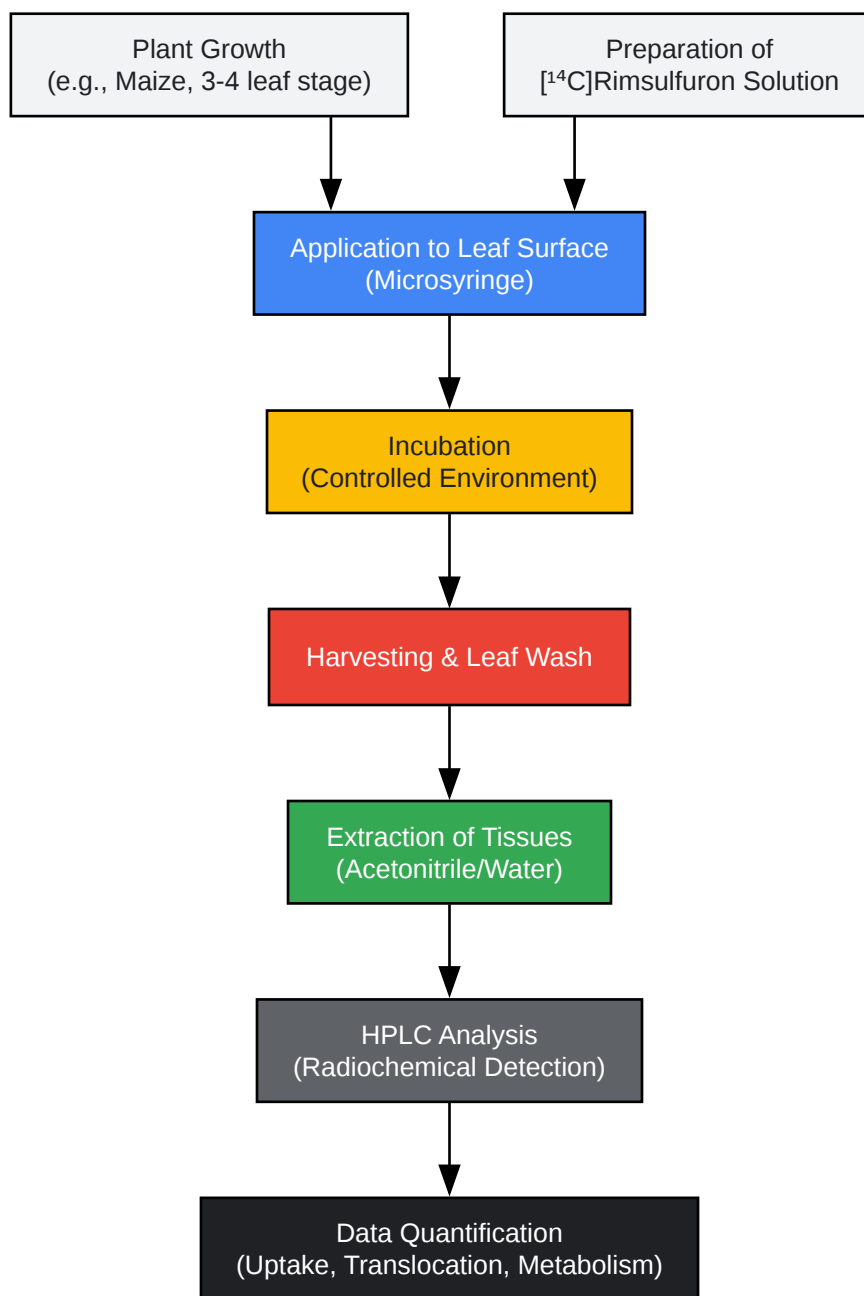 Plant Growth
(e.g., Maize, 3-4 leaf stage)
Preparation of
[¹⁴C]Rimsulfuron Solution
Application to Leaf Surface
(Microsyringe)
Incubation
(Controlled Environment)
Harvesting & Leaf Wash
Extraction of Tissues
(Acetonitrile/Water)
HPLC Analysis
(Radiochemical Detection)
Data Quantification
(Uptake, Translocation, Metabolism)